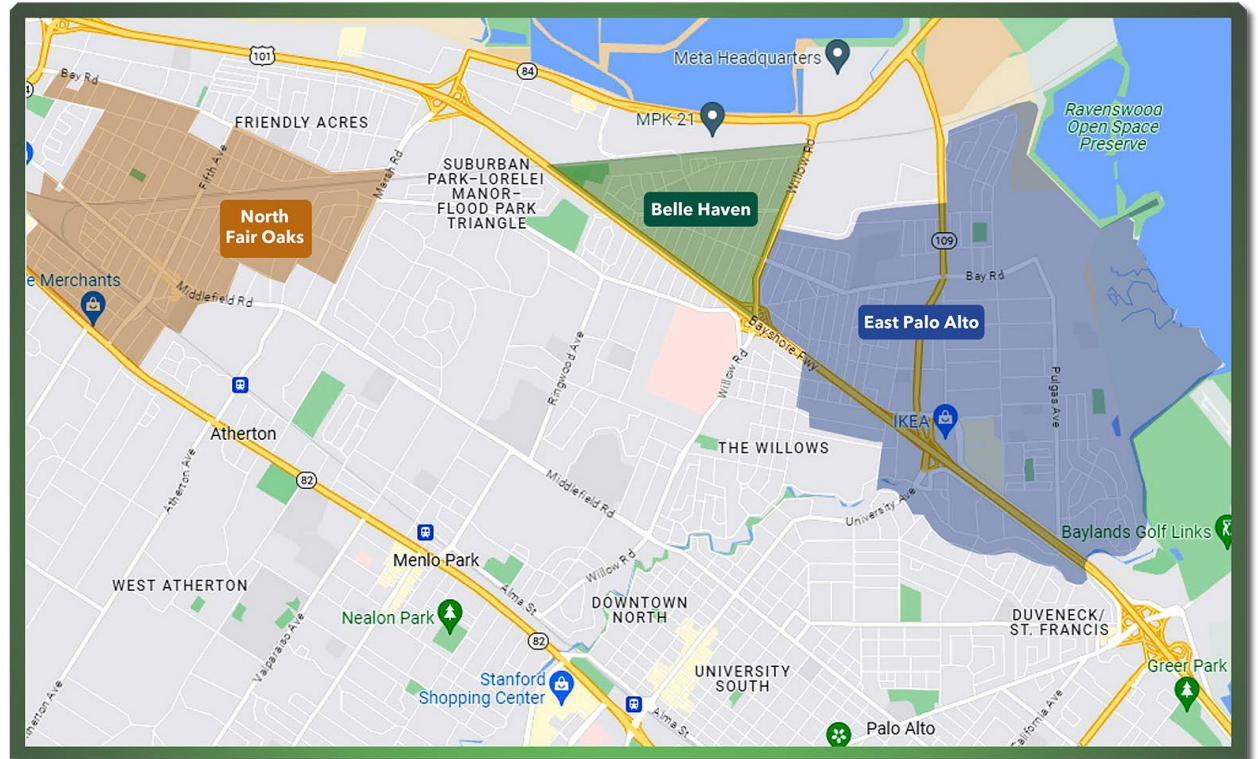 101
84
Meta Headquarters
Bay Rd
Ravenswood
Open Space
Preserve
MPK 21
FRIENDLY ACRES
Fifth Ave
Marsh Rd
SUBURBAN
PARK–LORELEI
MANOR–
FLOOD PARK
TRIANGLE
Willow Rd
Belle Haven
North
Fair Oaks
109
Bay Rd
e Merchants
Middlefield Rd
East Palo Alto
Bayshore Fwy
Ringwood Ave
Willow Rd
Pulgas Ave
IKEA
Atherton
THE WILLOWS
Atherton Ave
82
Middlefield Rd
University Ave
Baylands Golf Links
Menlo Park
WEST ATHERTON
Willow Rd
Alma St
DOWNTOWN
NORTH
Nealon Park
DUVENECK/
ST. FRANCIS
Valparaiso Ave
82
Stanford
Shopping Center
UNIVERSITY
SOUTH
Greer Park
therton Ave
Alma St
California Ave
Palo Alto